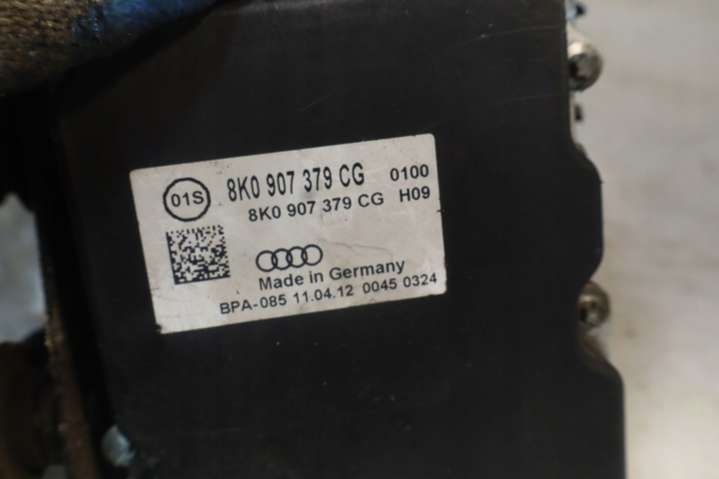 01S
8K0 907 379 CG 0100
8K0 907 379 CG H09
Made in Germany
BPA-085 11.04.12 0045 0324